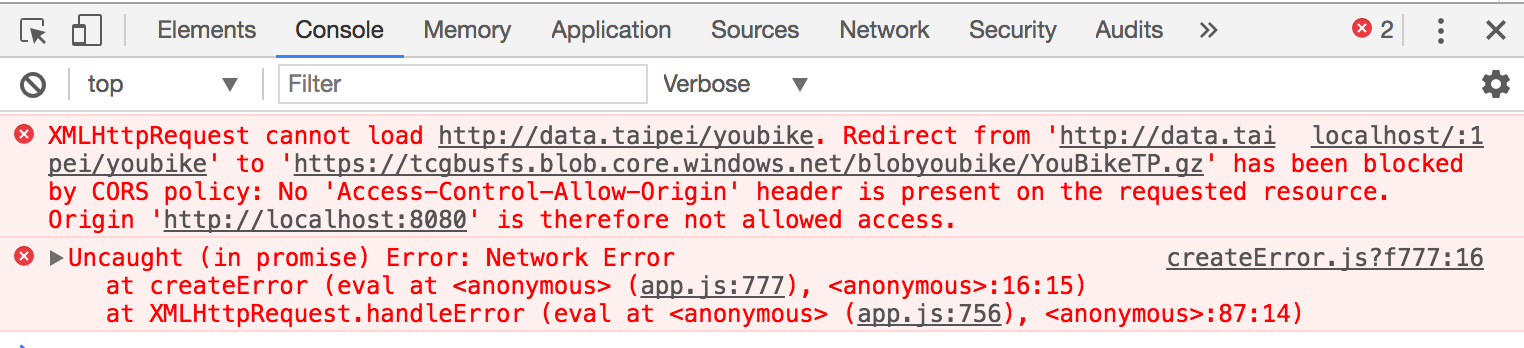 Elements Console Memory Application Sources Network Security Audits » 2
top ▼ Filter Verbose ▼
XMLHttpRequest cannot load http://data.taipei/youbike. Redirect from 'http://data.tai localhost/:1
pei/youbike' to 'https://tcgbusfs.blob.core.windows.net/blobyoubike/YouBikeTP.gz' has been blocked
by CORS policy: No 'Access-Control-Allow-Origin' header is present on the requested resource.
Origin 'http://localhost:8080' is therefore not allowed access.
▶Uncaught (in promise) Error: Network Error createError.js?f777:16
at createError (eval at <anonymous> (app.js:777), <anonymous>:16:15)
at XMLHttpRequest.handleError (eval at <anonymous> (app.js:756), <anonymous>:87:14)